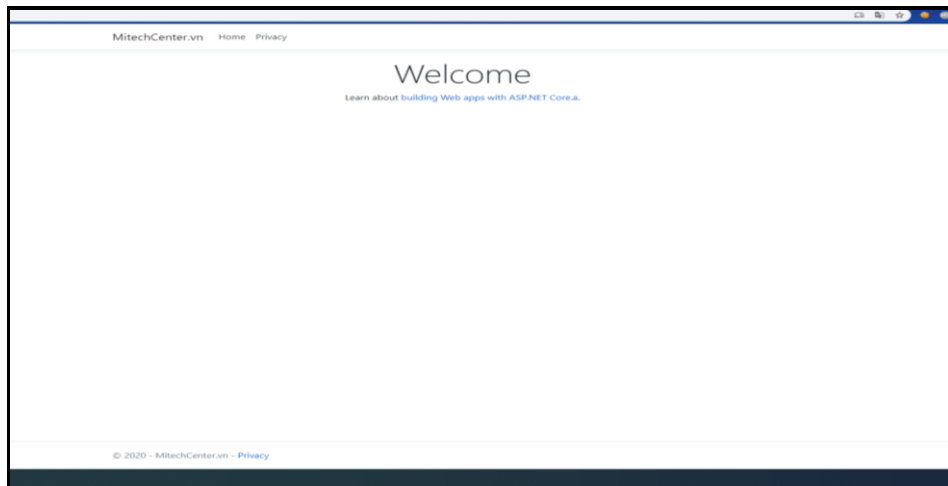 MitechCenter.vn Home Privacy
Welcome
Learn about building Web apps with ASP.NET Core.a.
© 2020 - MitechCenter.vn - Privacy